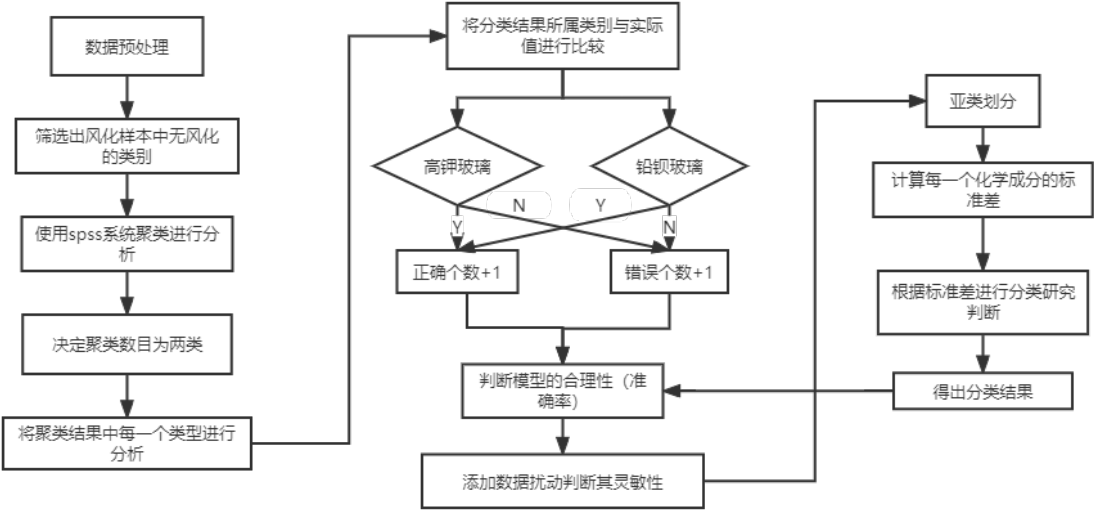 数据预处理
筛选出风化样本中无风化
的类别
使用spss系统聚类进行分
析
决定聚类数目为两类
将聚类结果中每一个类型进行
分析
将分类结果所属类别与实际
值进行比较
高钾玻璃
铅钡玻璃
N
Y
Y
N
正确个数+1
错误个数+1
判断模型的合理性（准
确率）
添加数据扰动判断其灵敏性
亚类划分
计算每一个化学成分的标
准差
根据标准差进行分类研究
判断
得出分类结果